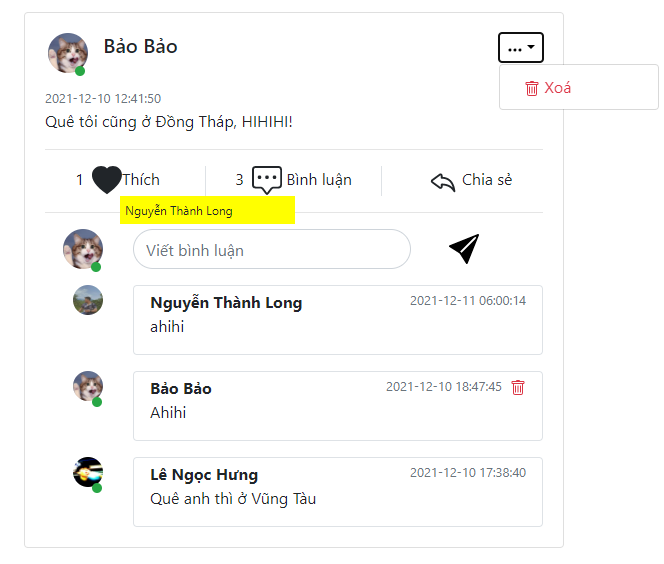 Bảo Bảo
...
Xoá
2021-12-10 12:41:50
Quê tôi cũng ở Đồng Tháp, HIHIHI!
1 Thích
3 Bình luận
Chia sẻ
Nguyễn Thành Long
Viết bình luận
Nguyễn Thành Long 2021-12-11 06:00:14
ahihi
Bảo Bảo 2021-12-10 18:47:45
Ahihi
Lê Ngọc Hưng 2021-12-10 17:38:40
Quê anh thì ở Vũng Tàu